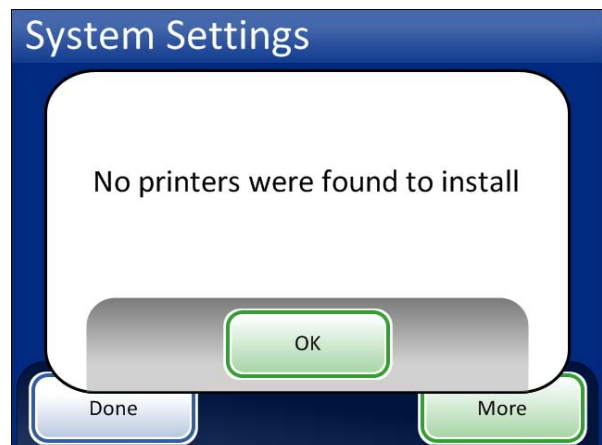 System Settings
No printers were found to install
OK
Done
More